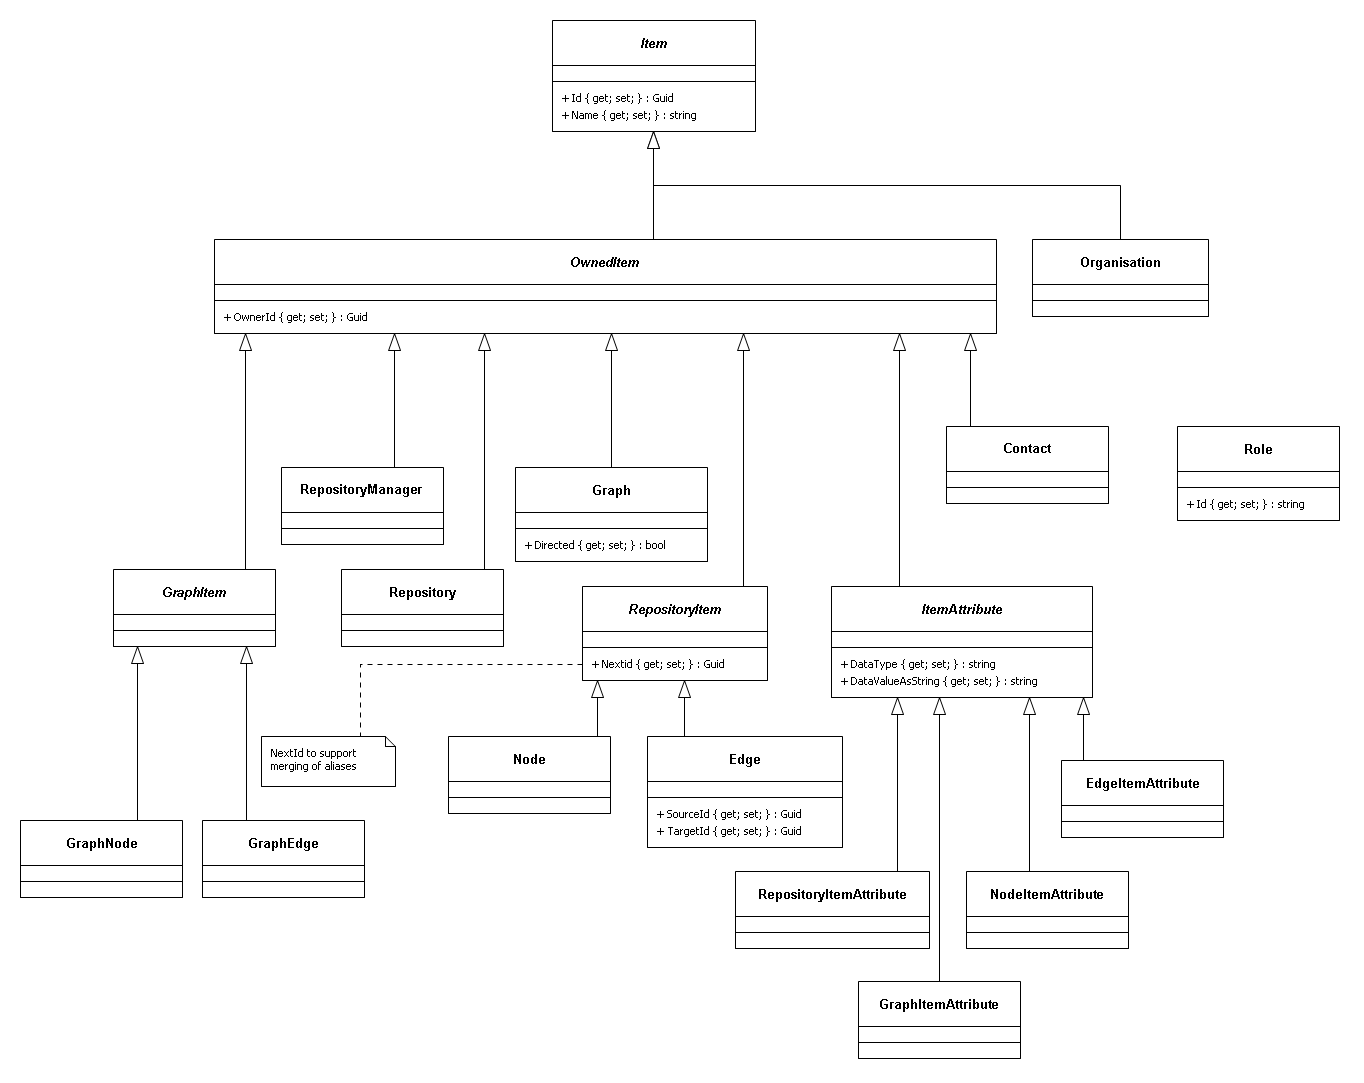 Item
+ Id { get; set; } : Guid
+ Name { get; set; } : string
OwnedItem
+ OwnerId { get; set; } : Guid
Organisation
Contact
Role
+ Id { get; set; } : string
RepositoryManager
Graph
+ Directed { get; set; } : bool
GraphItem
Repository
RepositoryItem
+ Nextid { get; set; } : Guid
ItemAttribute
+ DataType { get; set; } : string
+ DataValueAsString { get; set; } : string
NextId to support
merging of aliases
Node
Edge
+ SourceId { get; set; } : Guid
+ TargetId { get; set; } : Guid
EdgeItemAttribute
GraphNode
GraphEdge
RepositoryItemAttribute
NodeItemAttribute
GraphItemAttribute